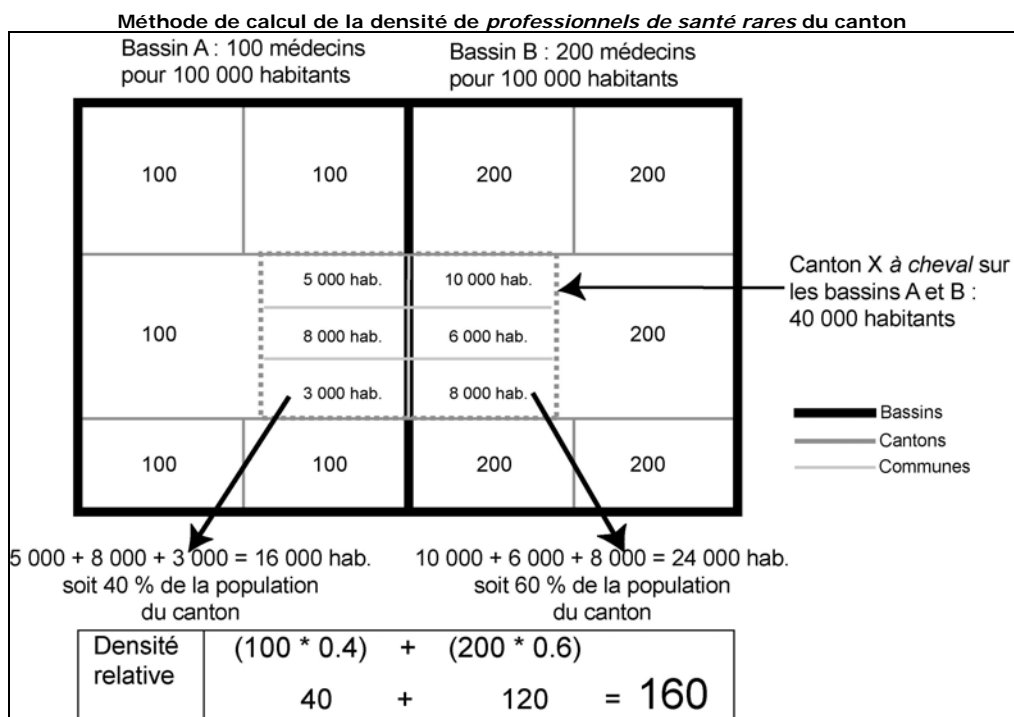 Méthode de calcul de la densité de professionnels de santé rares du canton
Bassin A : 100 médecins
pour 100 000 habitants
Bassin B : 200 médecins
pour 100 000 habitants
100
100
200
200
5 000 hab.
10 000 hab.
100
8 000 hab.
6 000 hab.
200
3 000 hab.
8 000 hab.
Canton X à cheval sur
les bassins A et B :
40 000 habitants
Bassins
Cantons
Communes
100
100
200
200
5 000 + 8 000 + 3 000 = 16 000 hab.
soit 40 % de la population
du canton
10 000 + 6 000 + 8 000 = 24 000 hab.
soit 60 % de la population
du canton
Densité
relative
(100 * 0.4) + (200 * 0.6)
40 + 120 = 160